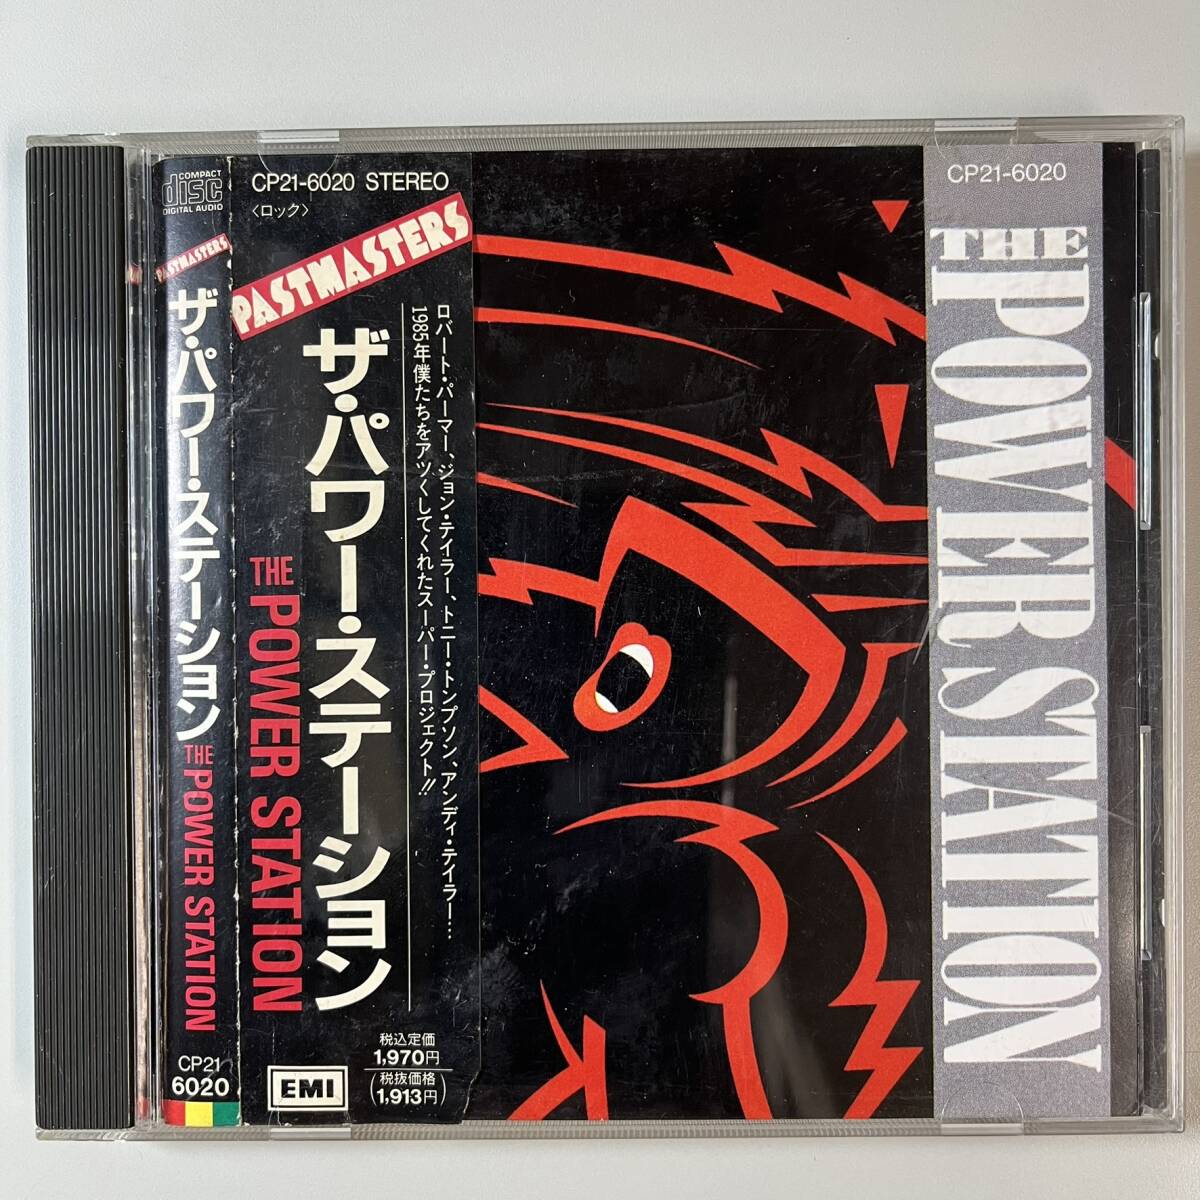 COMPACT
disc
DIGITAL AUDIO
PASTMASTERS
ザ・パワー・ステーション
THE POWER STATION
CP21
6020
CP21-6020 STEREO
〈ロック〉
PASTMASTERS
ロバート・パーマー、ジョン・テイラー、トニー・トンプソン、アンディ・テイラー…
1985年僕たちをアツくしてくれたスーパー・プロジェクト!!
ザ・パワー・ステーション
THE POWER STATION
EMI
税込定価
1,970円
(税抜価格
1,913円)
CP21-6020
THE POWER STATION